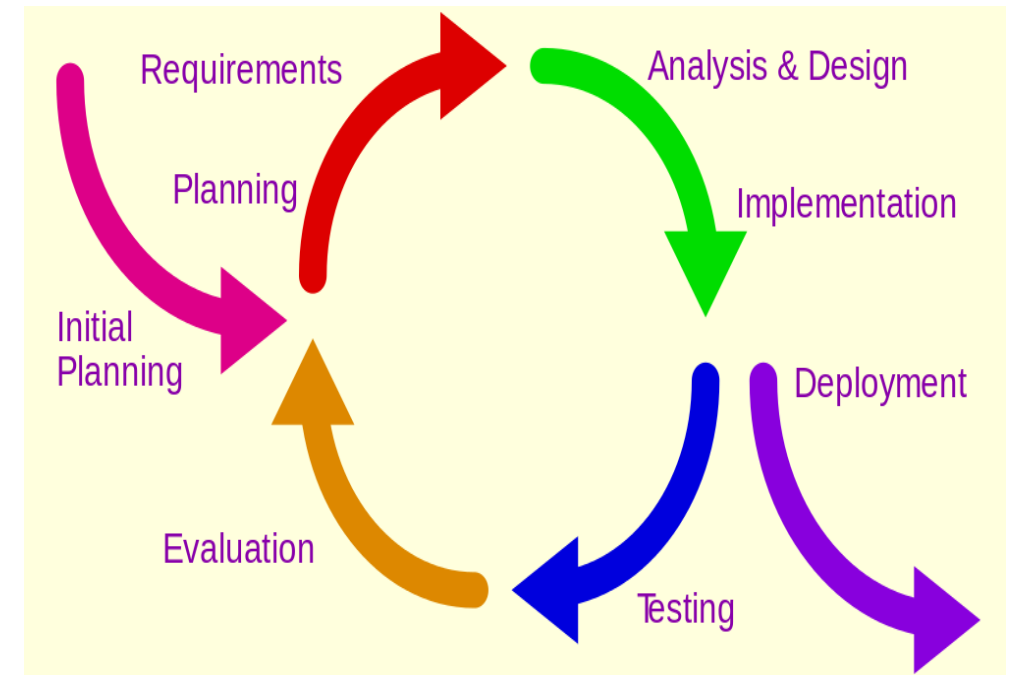 Requirements
Analysis & Design
Planning
Implementation
Initial
Planning
Deployment
Evaluation
Testing